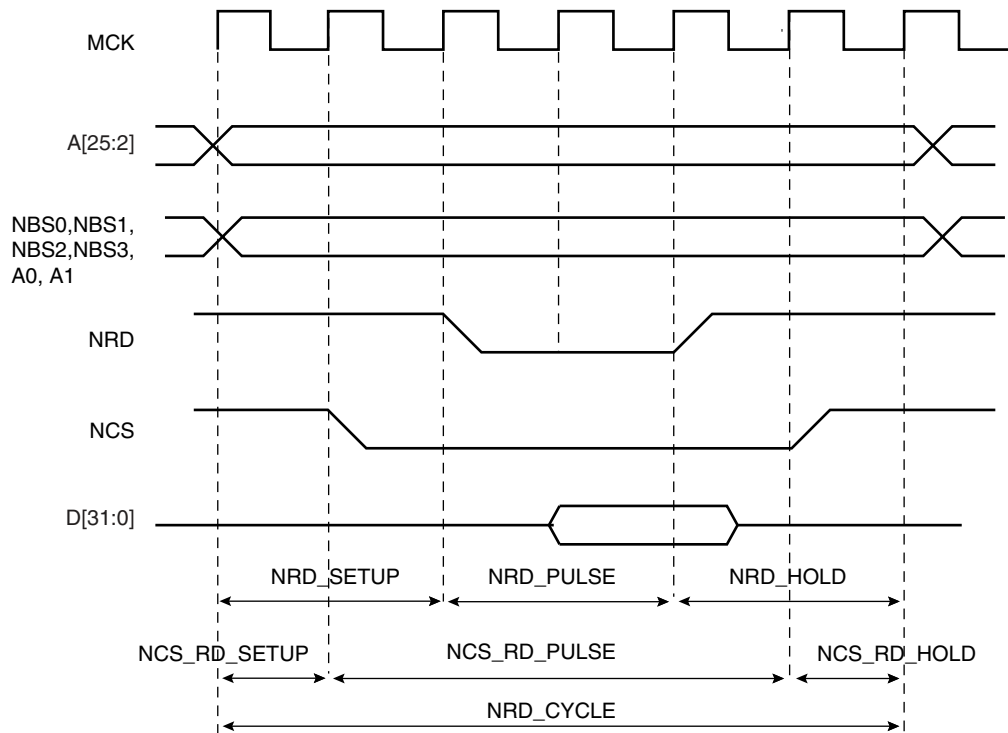 MCK
A[25:2]
NBS0,NBS1,
NBS2,NBS3,
A0, A1
NRD
NCS
D[31:0]
NRD_SETUP
NRD_PULSE
NRD_HOLD
NCS_RD_SETUP
NCS_RD_PULSE
NCS_RD_HOLD
NRD_CYCLE